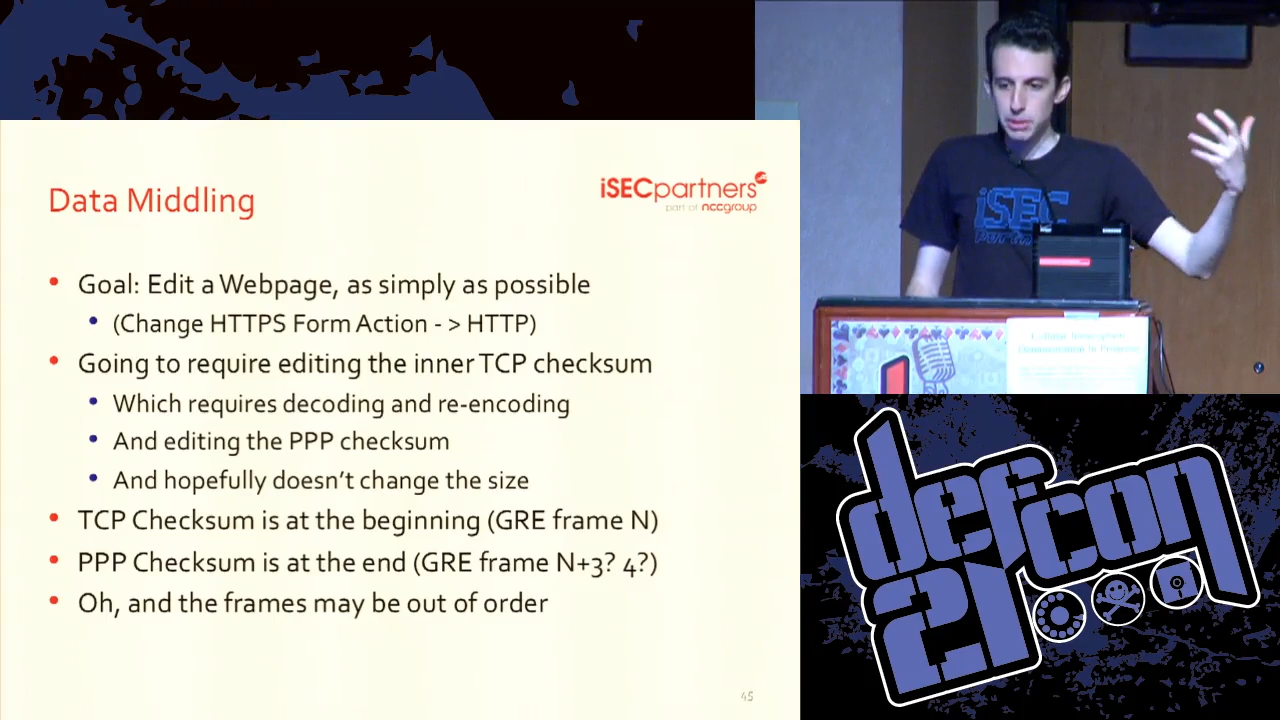 Data Middling
iSECpartners
part of nccgroup
• Goal: Edit a Webpage, as simply as possible
• (Change HTTPS Form Action - > HTTP)
• Going to require editing the inner TCP checksum
• Which requires decoding and re-encoding
• And editing the PPP checksum
• And hopefully doesn't change the size
• TCP Checksum is at the beginning (GRE frame N)
• PPP Checksum is at the end (GRE frame N+3? 4?)
• Oh, and the frames may be out of order
45
iSEC
defcon
21